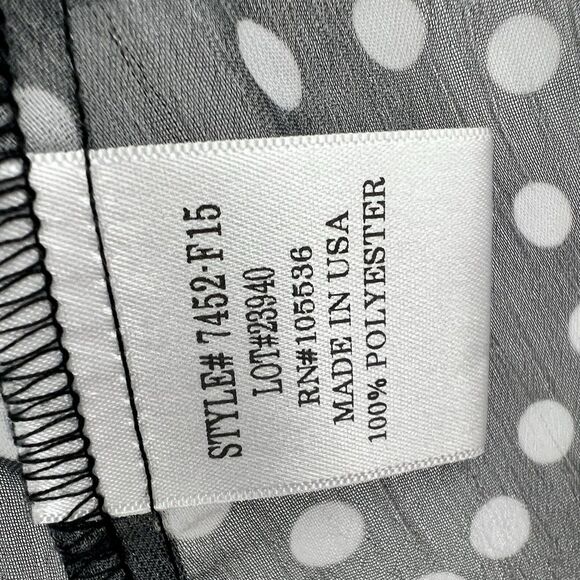 STYLE# 7452-F15
LOT#23940
RN#105536
MADE IN USA
100% POLYESTER